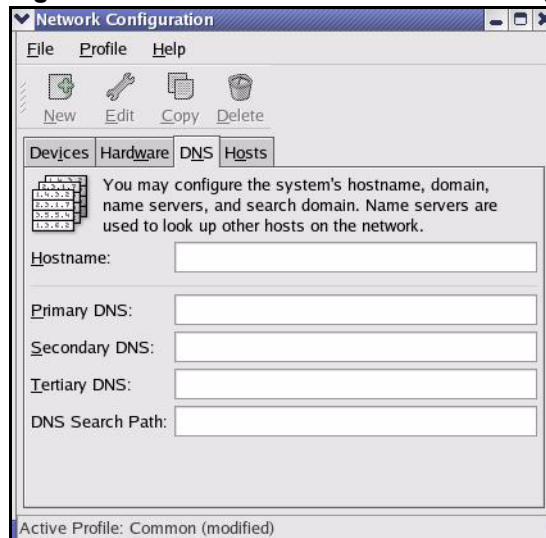 Network Configuration
File Profile Help
New Edit Copy Delete
Devices Hardware DNS Hosts
You may configure the system's hostname, domain,
name servers, and search domain. Name servers are
used to look up other hosts on the network.
Hostname:
Primary DNS:
Secondary DNS:
Tertiary DNS:
DNS Search Path:
Active Profile: Common (modified)